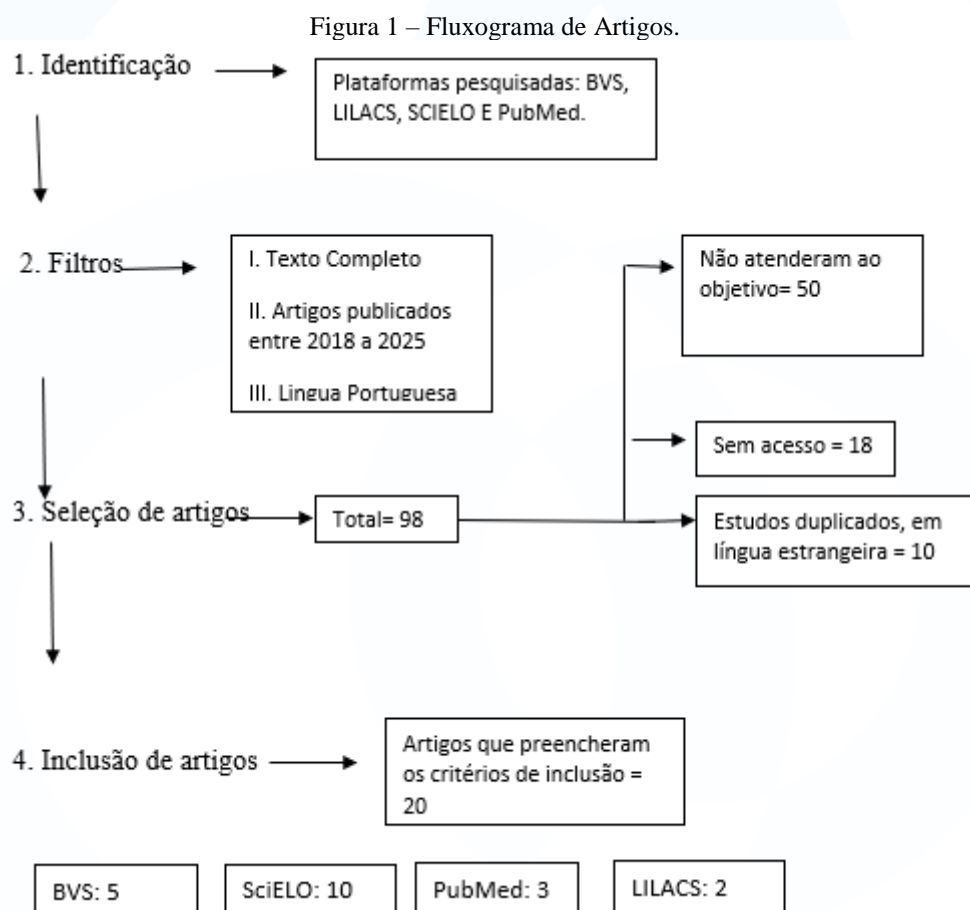 Figura 1 – Fluxograma de Artigos.
1. Identificação
Plataformas pesquisadas: BVS,
LILACS, SCIELO E PubMed.
2. Filtros
I. Texto Completo
II. Artigos publicados
entre 2018 a 2025
III. Lingua Portuguesa
Não atenderam ao
objetivo= 50
Sem acesso = 18
3. Seleção de artigos
Total= 98
Estudos duplicados, em
língua estrangeira = 10
4. Inclusão de artigos
Artigos que preencheram
os critérios de inclusão =
20
BVS: 5
SciELO: 10
PubMed: 3
LILACS: 2